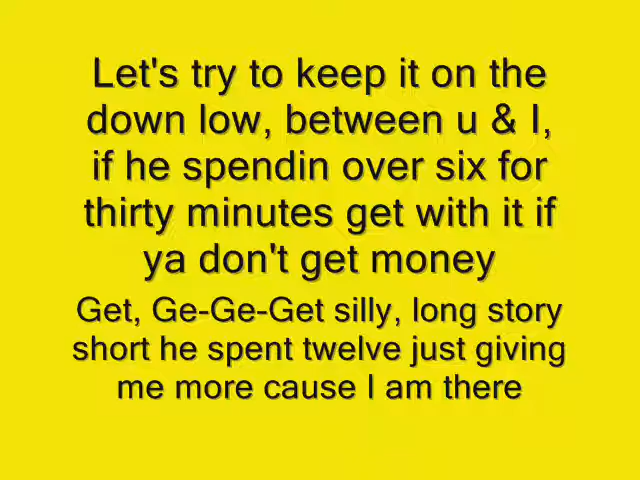 Let's try to keep it on the
down low, between u & I,
if he spendin over six for
thirty minutes get with it if
ya don't get money
Get, Ge-Ge-Get silly, long story
short he spent twelve just giving
me more cause I am there